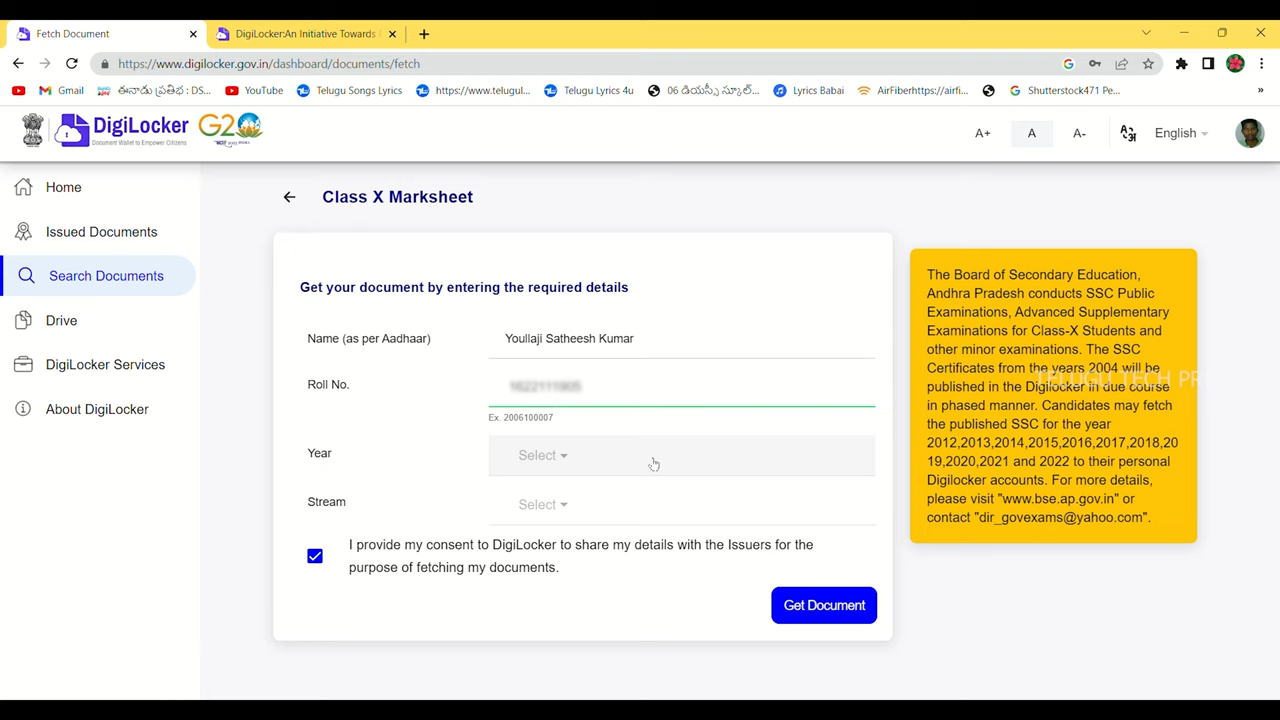 Fetch Document
DigiLocker:An Initiative Towards
https://www.digilocker.gov.in/dashboard/documents/fetch
Gmail
ఈనాడు ప్రతిభ : DS...
YouTube
Telugu Songs Lyrics
https://www.telugul...
Telugu Lyrics 4u
06 డియస్సీ స్కూల్...
Lyrics Babai
AirFiberhttps://airfi...
Shutterstock471 Pe...
DigiLocker
Document Wallet to Empower Citizens
G20
A+
A
A-
English
Home
Issued Documents
Search Documents
Drive
DigiLocker Services
About DigiLocker
Class X Marksheet
Get your document by entering the required details
Name (as per Aadhaar)
Youllaji Satheesh Kumar
Roll No.
Ex. 2006100007
Year
Select
Stream
Select
I provide my consent to DigiLocker to share my details with the Issuers for the
purpose of fetching my documents.
Get Document
The Board of Secondary Education,
Andhra Pradesh conducts SSC Public
Examinations, Advanced Supplementary
Examinations for Class-X Students and
other minor examinations. The SSC
Certificates from the years 2004 will be
published in the Digilocker in due course
in phased manner. Candidates may fetch
the published SSC for the year
2012,2013,2014,2015,2016,2017,2018,20
19,2020,2021 and 2022 to their personal
Digilocker accounts. For more details,
please visit "www.bse.ap.gov.in" or
contact "dir_govexams@yahoo.com".
TELUGU TECH PR